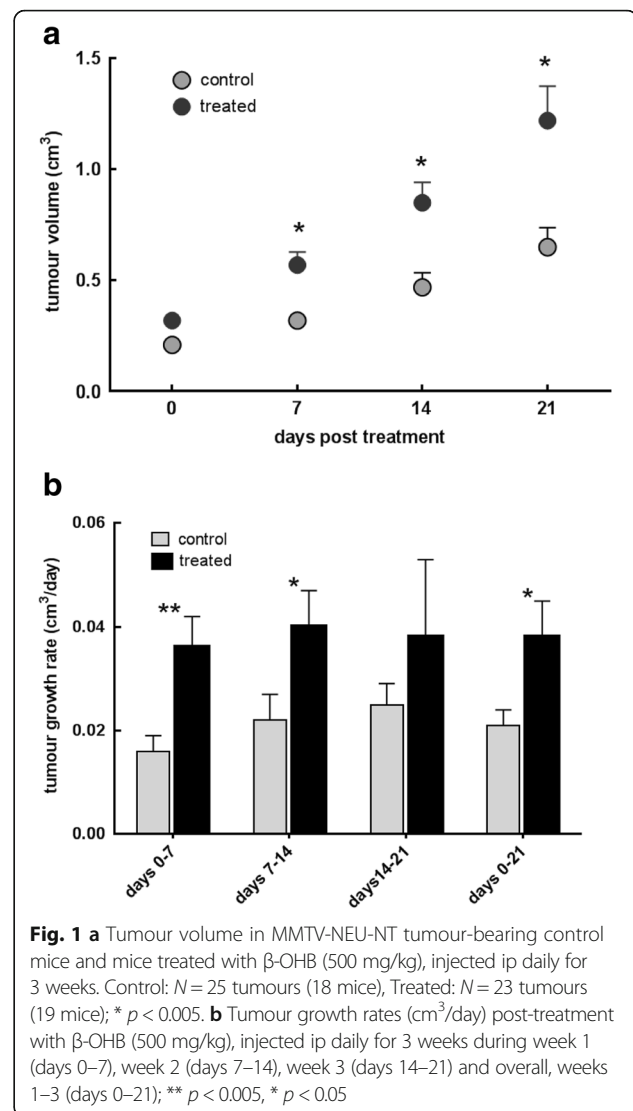 a
1.5
1.0
0.5
0.0
tumour volume (cm³)
control
treated
*
*
*
0
7
14
21
days post treatment
b
0.06
0.04
0.02
0.00
tumour growth rate (cm³/day)
control
treated
**
*
*
days 0-7
days 7-14
days14-21
days 0-21
Fig. 1 a Tumour volume in MMTV-NEU-NT tumour-bearing control
mice and mice treated with β-OHB (500 mg/kg), injected ip daily for
3 weeks. Control: N = 25 tumours (18 mice), Treated: N = 23 tumours
(19 mice); * p < 0.005. b Tumour growth rates (cm³/day) post-treatment
with β-OHB (500 mg/kg), injected ip daily for 3 weeks during week 1
(days 0–7), week 2 (days 7–14), week 3 (days 14–21) and overall, weeks
1–3 (days 0–21); ** p < 0.005, * p < 0.05